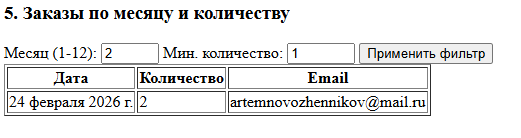 5. Заказы по месяцу и количеству
Месяц (1-12): 2 Мин. количество: 1 Применить фильтр
Дата Количество Email
24 февраля 2026 г. 2 artemnovozhennikov@mail.ru